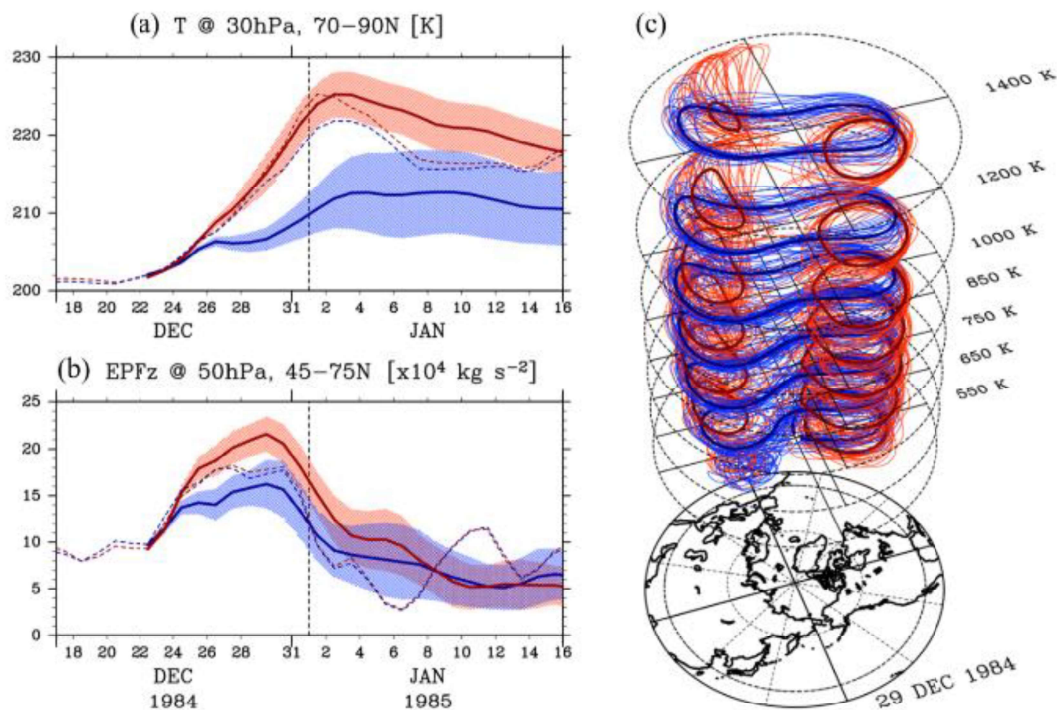 (a) T @ 30hPa, 70–90N [K]
230
220
210
200
18 20 22 24 26 28 31 2 4 6 8 10 12 14 16
DEC JAN
(b) EPFz @ 50hPa, 45–75N [x10⁴ kg s⁻²]
25
20
15
10
5
0
18 20 22 24 26 28 31 2 4 6 8 10 12 14 16
DEC JAN
1984 1985
(c)
1400 K
1200 K
1000 K
850 K
750 K
650 K
550 K
29 DEC 1984